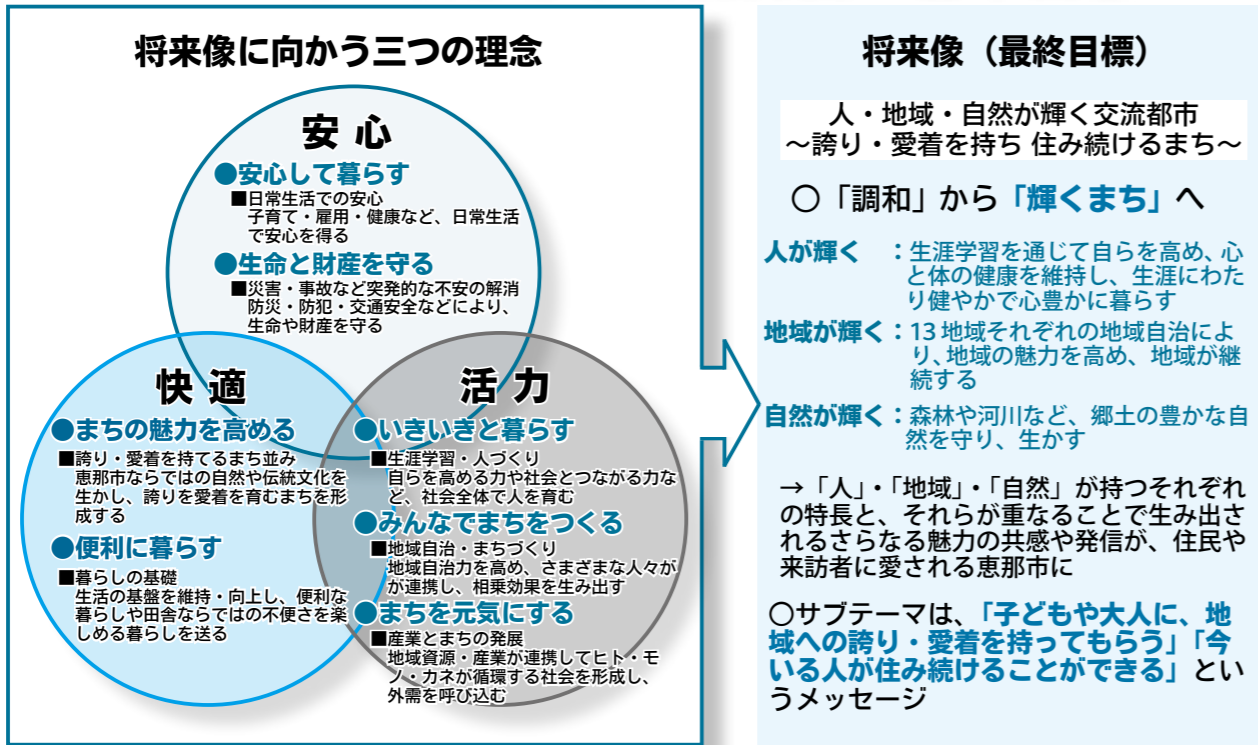 将来像に向かう三つの理念
安 心
●安心して暮らす
■日常生活での安心
子育て・雇用・健康など、日常生活
で安心を得る
●生命と財産を守る
■災害・事故など突発的な不安の解消
防災・防犯・交通安全などにより、
生命や財産を守る
快 適
●まちの魅力を高める
■誇り・愛着を持てるまち並み
恵那市ならではの自然や伝統文化を
生かし、誇りを愛着を育むまちを形
成する
●便利に暮らす
■暮らしの基礎
生活の基盤を維持・向上し、便利な
暮らしや田舎ならではの不便さを楽
しめる暮らしを送る
活 力
●いきいきと暮らす
■生涯学習・人づくり
自らを高める力や社会とつながる力な
ど、社会全体で人を育む
●みんなでまちをつくる
■地域自治・まちづくり
地域自治力を高め、さまざまな人々が
が連携し、相乗効果を生み出す
●まちを元気にする
■産業とまちの発展
地域資源・産業が連携してヒト・モ
ノ・カネが循環する社会を形成し、
外需を呼び込む
将来像（最終目標）
人・地域・自然が輝く交流都市
～誇り・愛着を持ち 住み続けるまち～
○「調和」から「輝くまち」へ
人が輝く ：生涯学習を通じて自らを高め、心
と体の健康を維持し、生涯にわた
り健やかで心豊かに暮らす
地域が輝く：13地域それぞれの地域自治によ
り、地域の魅力を高め、地域が継
続する
自然が輝く：森林や河川など、郷土の豊かな自
然を守り、生かす
→「人」・「地域」・「自然」が持つそれぞれ
の特長と、それらが重なることで生み出さ
れるさらなる魅力の共感や発信が、住民や
来訪者に愛される恵那市に
○サブテーマは、「子どもや大人に、地
域への誇り・愛着を持ってもらう」「今
いる人が住み続けることができる」とい
うメッセージ